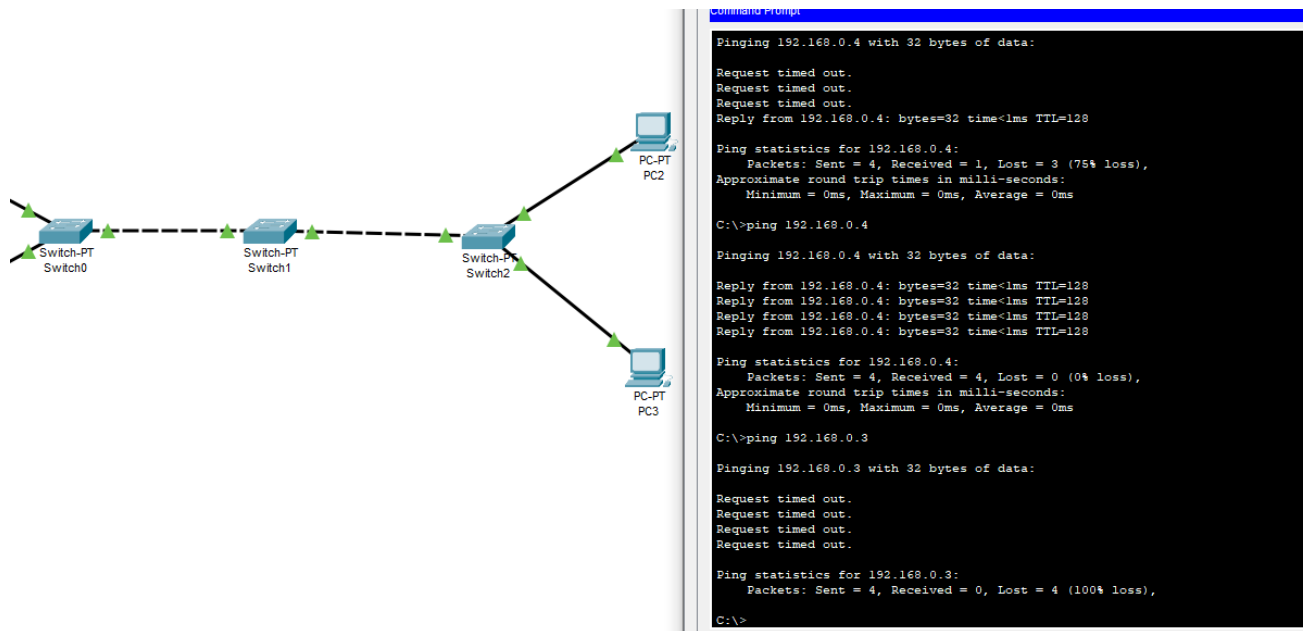 PC-PT
PC2
Switch-PT
Switch0
Switch-PT
Switch1
Switch-PT
Switch2
PC-PT
PC3
Command Prompt
Pinging 192.168.0.4 with 32 bytes of data:
Request timed out.
Request timed out.
Request timed out.
Reply from 192.168.0.4: bytes=32 time<1ms TTL=128
Ping statistics for 192.168.0.4:
Packets: Sent = 4, Received = 1, Lost = 3 (75% loss),
Approximate round trip times in milli-seconds:
Minimum = 0ms, Maximum = 0ms, Average = 0ms
C:\>ping 192.168.0.4
Pinging 192.168.0.4 with 32 bytes of data:
Reply from 192.168.0.4: bytes=32 time<1ms TTL=128
Reply from 192.168.0.4: bytes=32 time<1ms TTL=128
Reply from 192.168.0.4: bytes=32 time<1ms TTL=128
Reply from 192.168.0.4: bytes=32 time<1ms TTL=128
Ping statistics for 192.168.0.4:
Packets: Sent = 4, Received = 4, Lost = 0 (0% loss),
Approximate round trip times in milli-seconds:
Minimum = 0ms, Maximum = 0ms, Average = 0ms
C:\>ping 192.168.0.3
Pinging 192.168.0.3 with 32 bytes of data:
Request timed out.
Request timed out.
Request timed out.
Request timed out.
Ping statistics for 192.168.0.3:
Packets: Sent = 4, Received = 0, Lost = 4 (100% loss),
C:\>